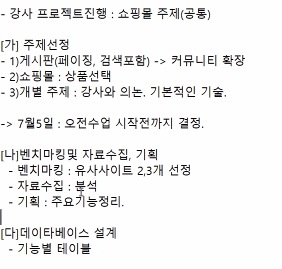 - 강사 프로젝트진행 : 쇼핑몰 주제(공통)
[가] 주제선정
- 1)게시판(페이징, 검색포함) -> 커뮤니티 확장
- 2)쇼핑몰 : 상품선택
- 3)개별 주제 : 강사와 의논. 기본적인 기술.
-> 7월5일 : 오전수업 시작전까지 결정.
[나]벤치마킹및 자료수집, 기획
- 벤치마킹 : 유사사이트 2,3개 선정
- 자료수집 : 분석
- 기획 : 주요기능정리.
[다]데이타베이스 설계
- 기능별 테이블